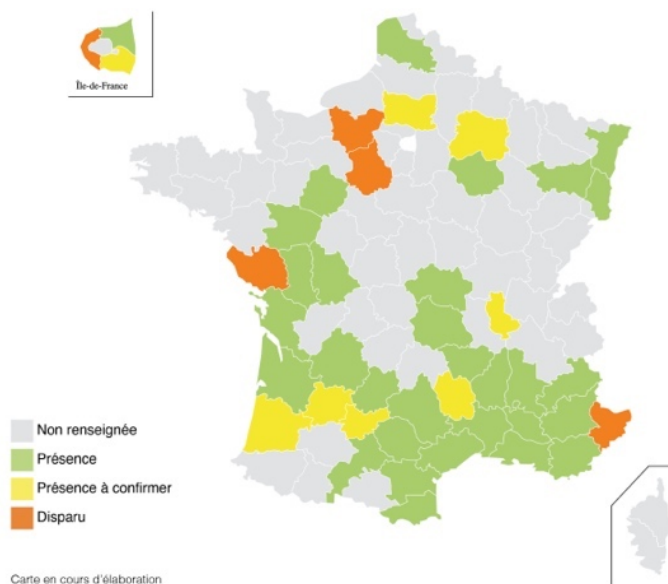 Île-de-France
Non renseignée
Présence
Présence à confirmer
Disparu
Carte en cours d'élaboration